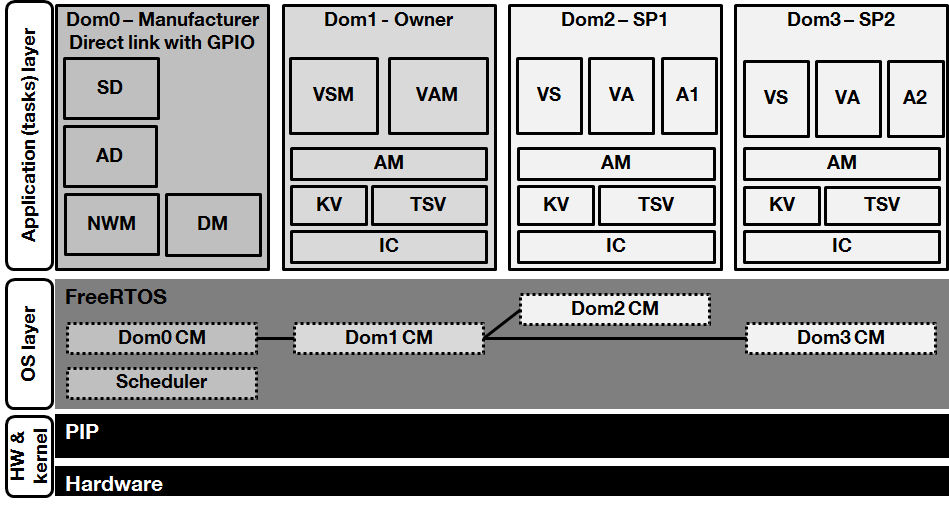 Application (tasks) layer
Dom0 – Manufacturer
Direct link with GPIO
SD
AD
NWM
DM
Dom1 - Owner
VSM
VAM
AM
KV
TSV
IC
Dom2 – SP1
VS
VA
A1
AM
KV
TSV
IC
Dom3 – SP2
VS
VA
A2
AM
KV
TSV
IC
OS layer
FreeRTOS
Dom0 CM
Dom1 CM
Dom2 CM
Dom3 CM
Scheduler
HW &
kernel
PIP
Hardware